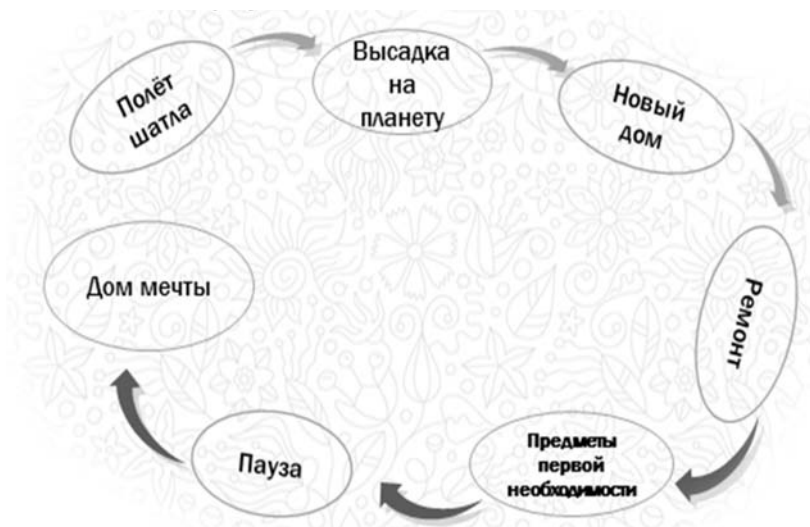 Полёт
шатла
Высадка
на
планету
Новый
дом
Ремонт
Предметы
первой
необходимости
Пауза
Дом мечты